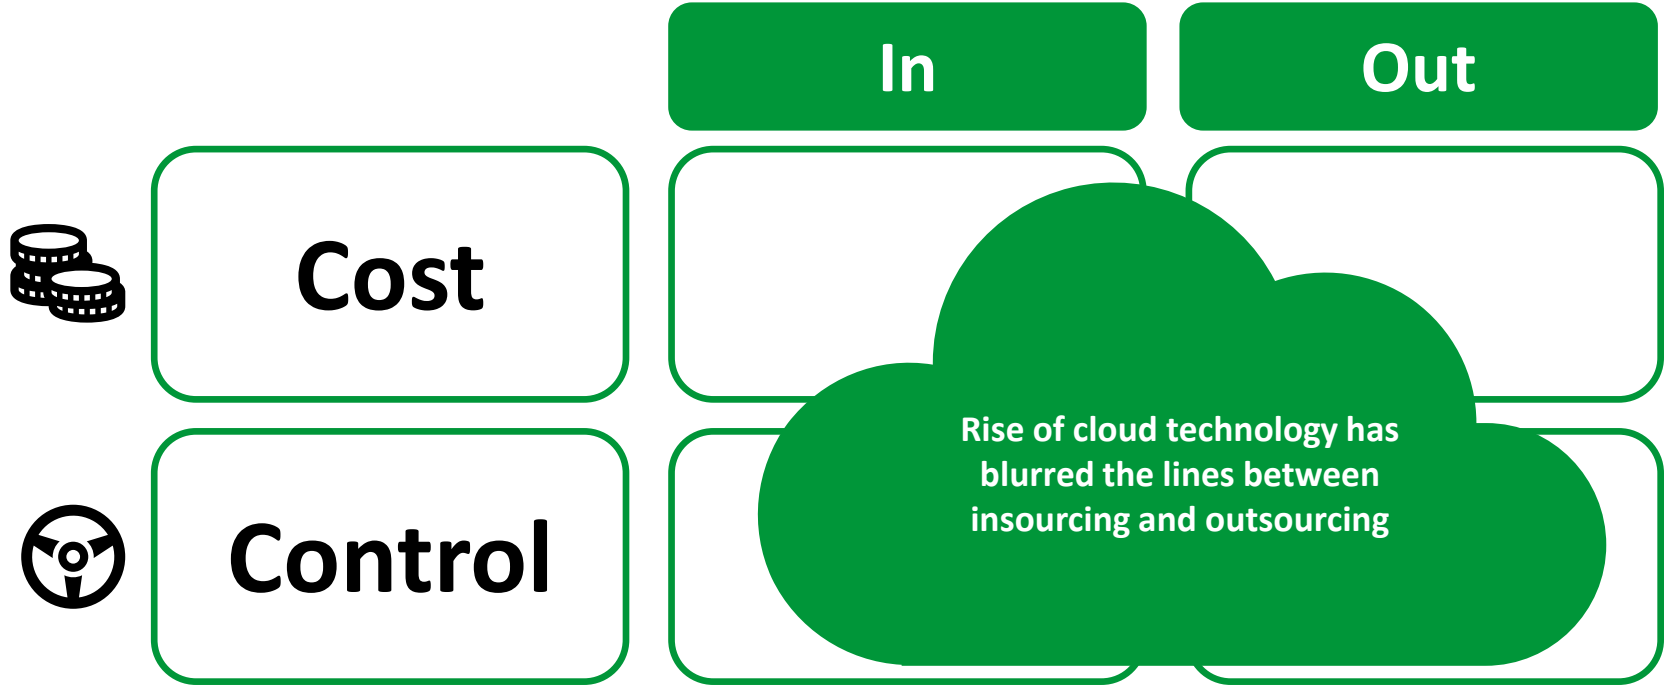 In
Out
Cost
Control
Rise of cloud technology has
blurred the lines between
insourcing and outsourcing